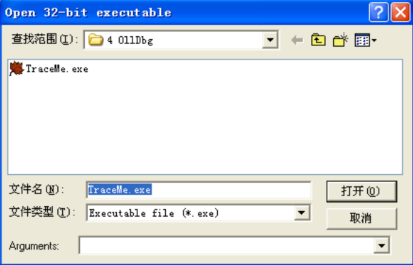 Open 32-bit executable
查找范围(I): 4 OllDbg
TraceMe.exe
文件名(N): TraceMe.exe 打开(O)
文件类型(T): Executable file (*.exe) 取消
Arguments: